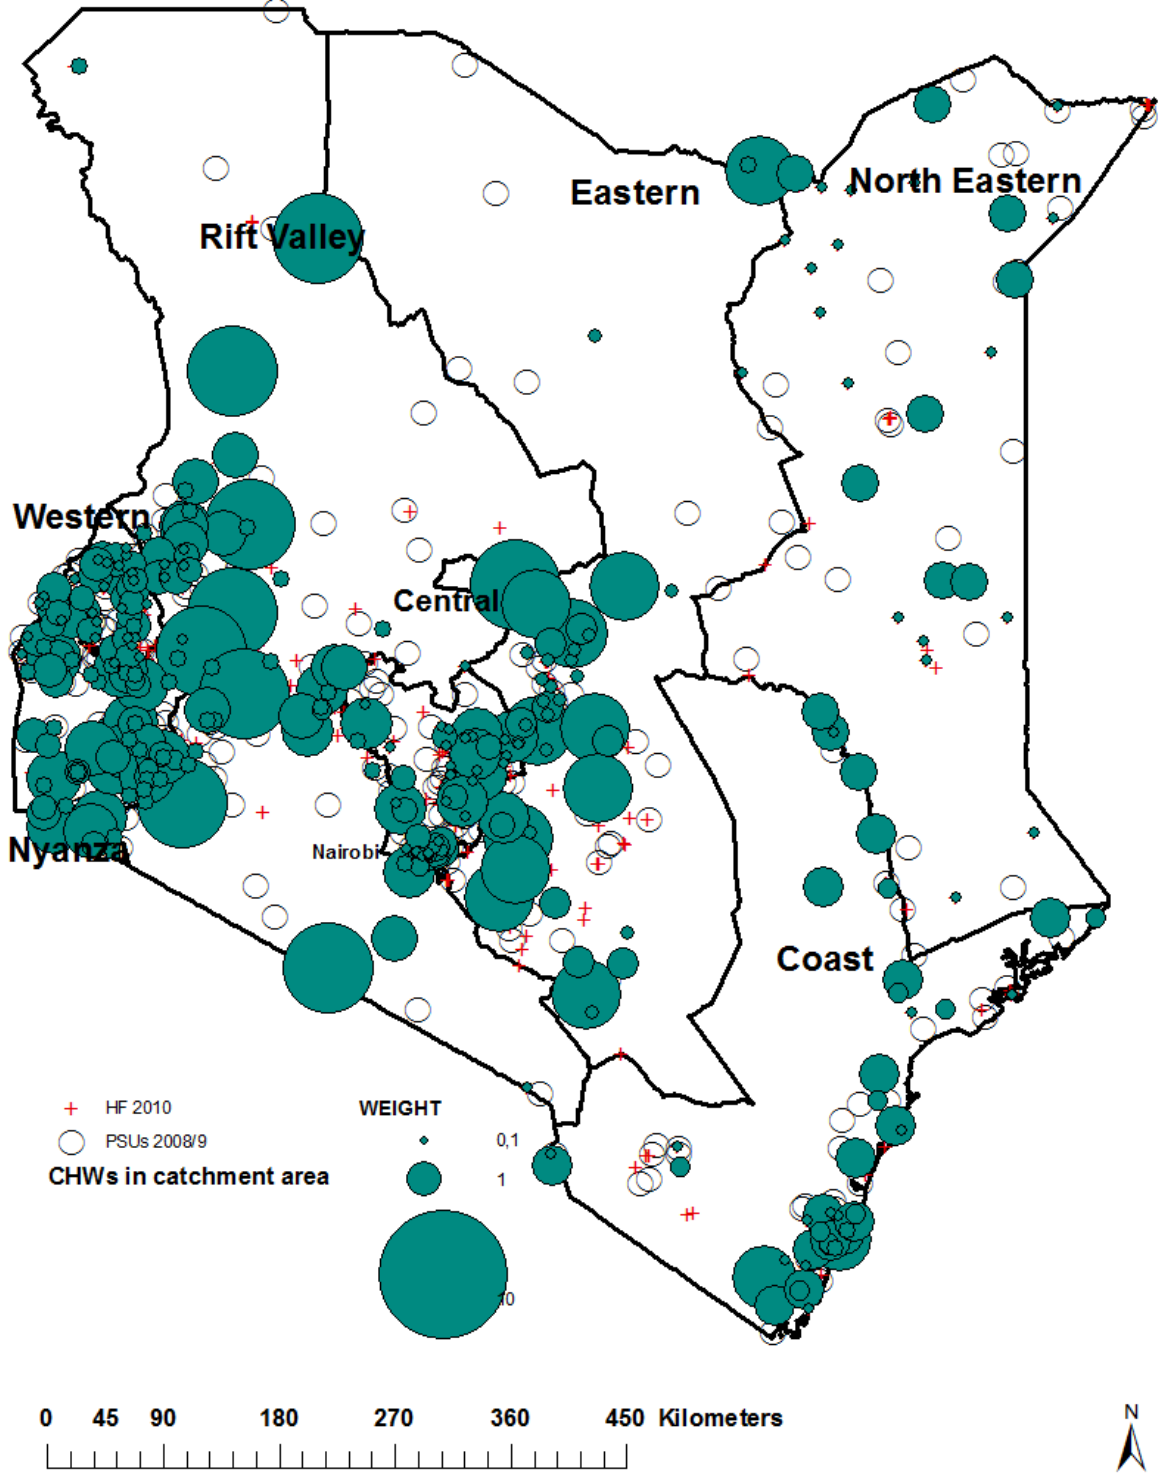 Eastern
North Eastern
Rift Valley
Western
Central
Nairobi
Nyanza
Coast
HF 2010
PSUs 2008/9
CHWs in catchment area
WEIGHT
0,1
1
10
0 45 90 180 270 360 450 Kilometers
N